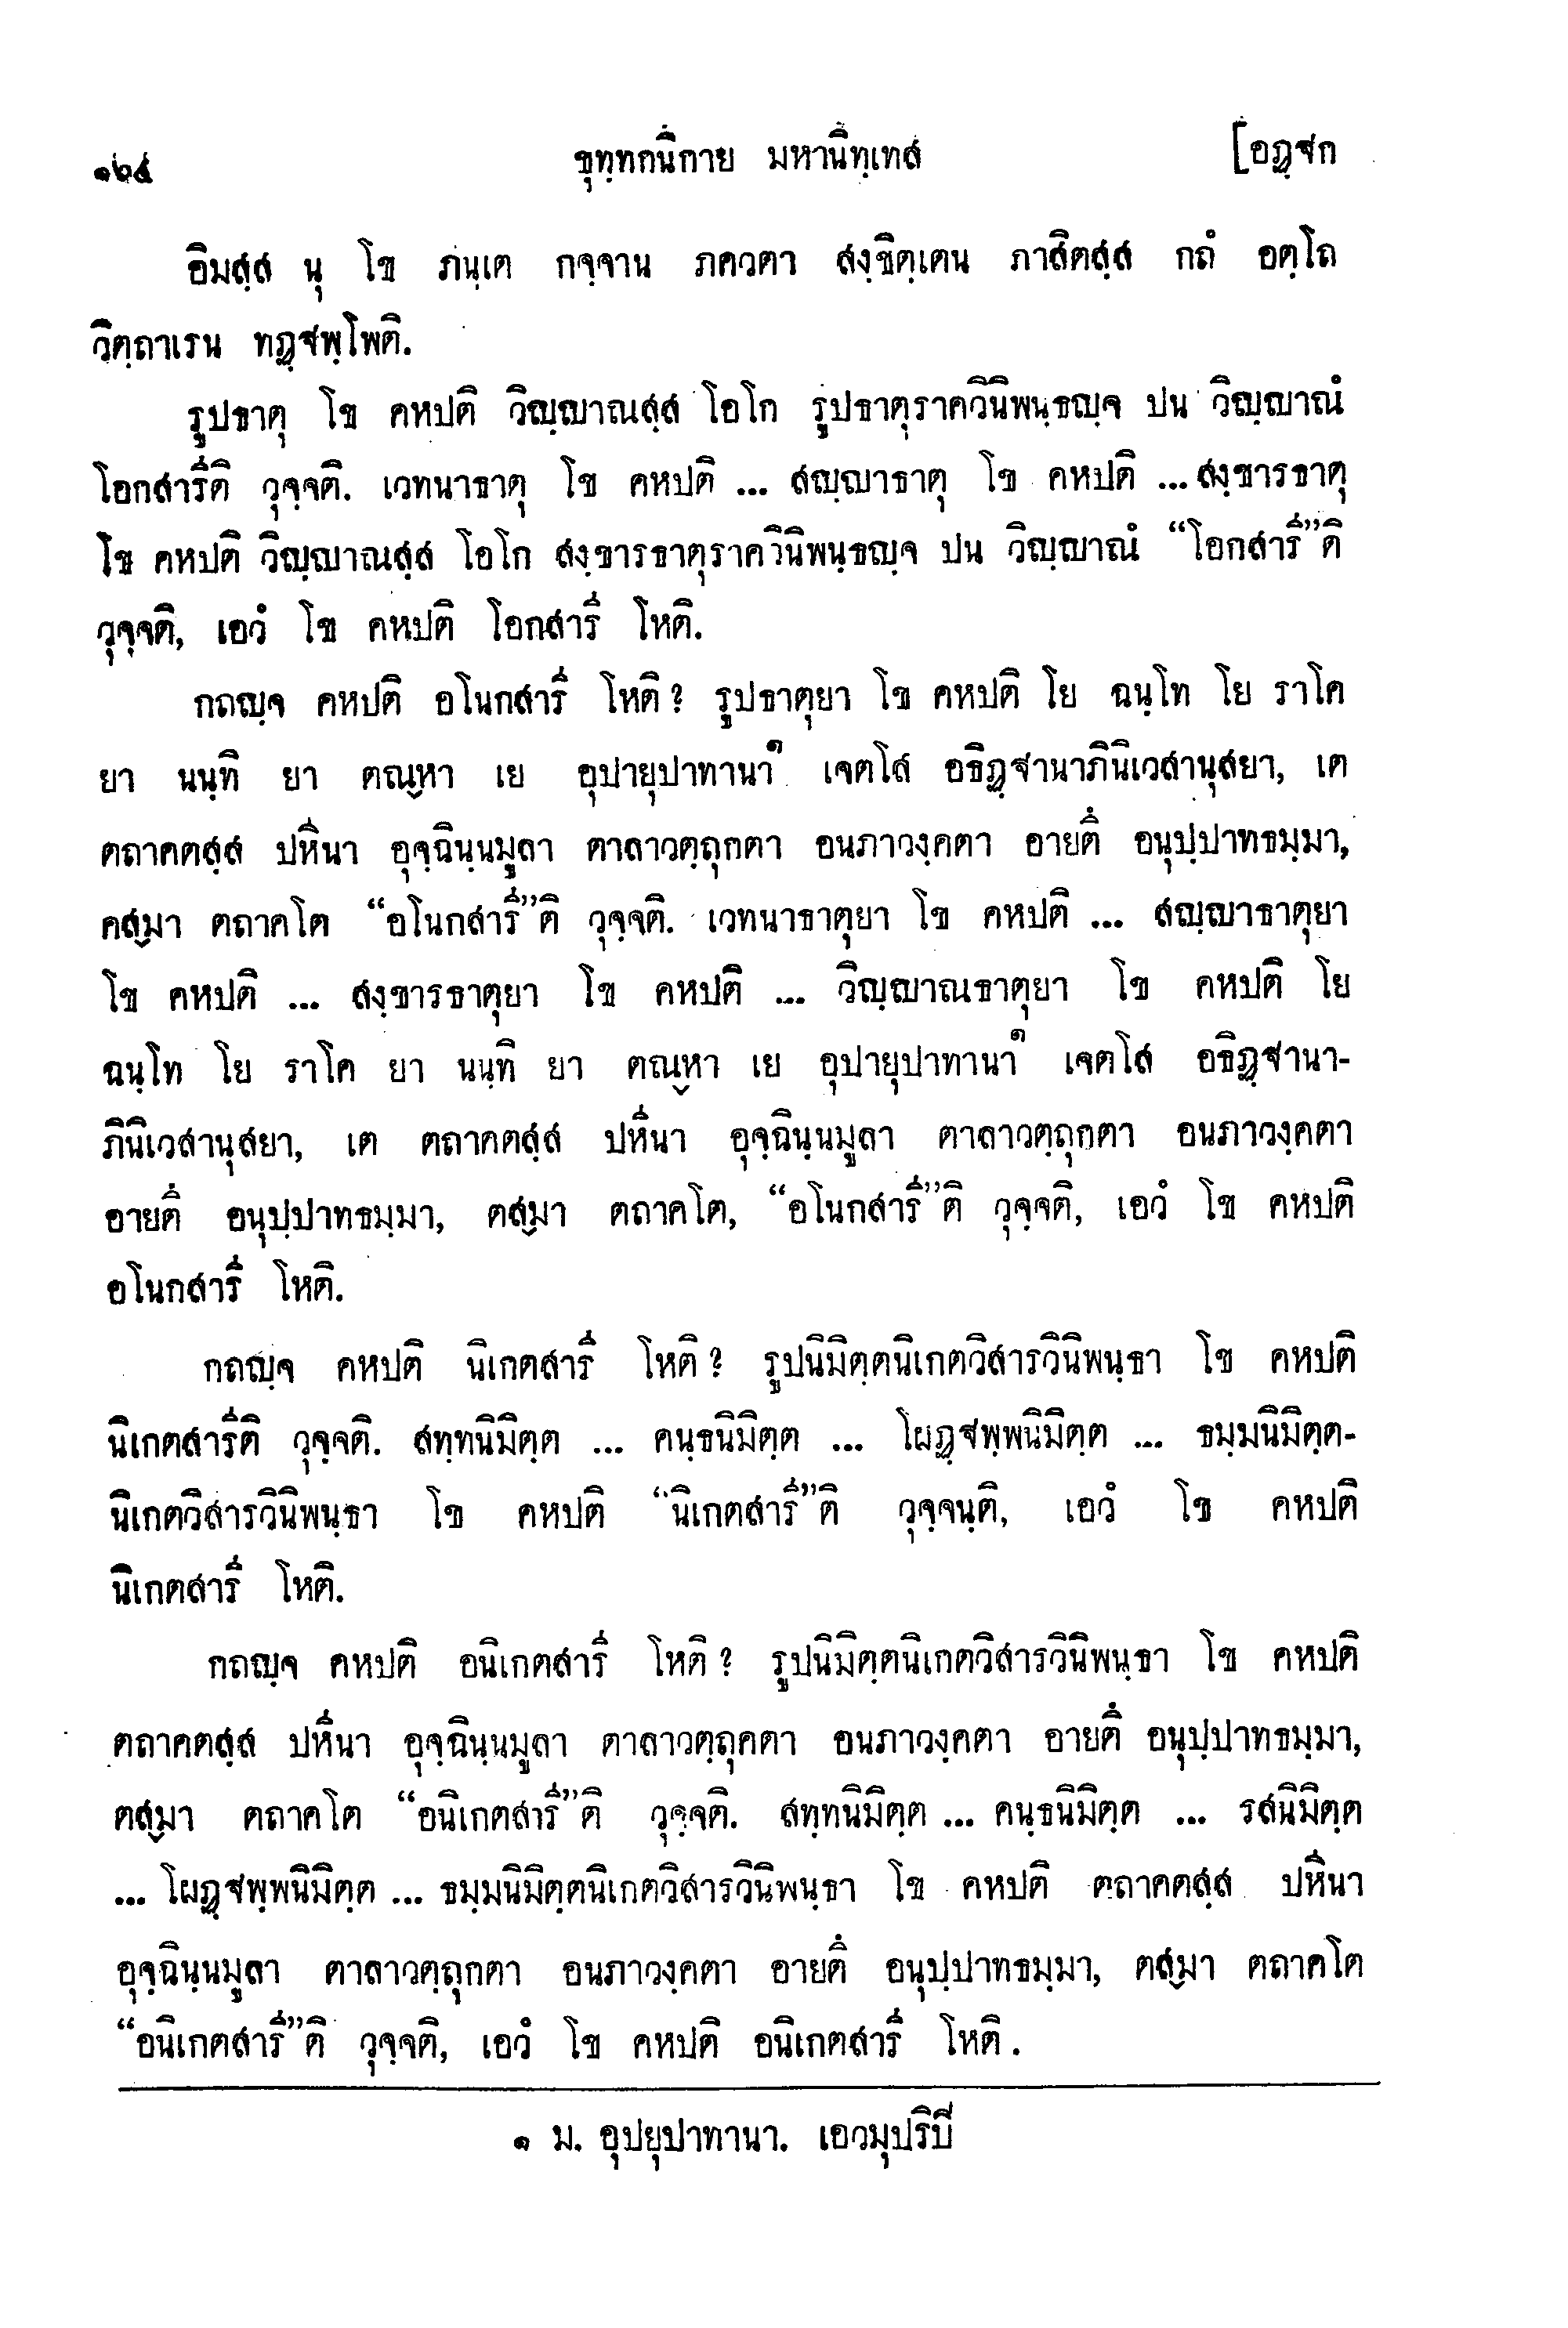 ๑๒๕ ขุทฺทกนิกาย มหานิทฺเทส [อฏฺฐก
อิมสฺส นุ โข ภนฺเต กจฺจาน ภควตา สงฺขิตฺเตน ภาสิตสฺส กถํ อตฺโถ
วิตฺถาเรน ทฏฺฐพฺโพติ.
รูปธาตุ โข คหปติ วิญฺญาณสฺส โอโก รูปธาตุราควินิพนฺธญฺจ ปน วิญฺญาณํ
โอกสารีติ วุจฺจติ. เวทนาธาตุ โข คหปติ ... สญฺญาธาตุ โข คหปติ ... สงฺขารธาตุ
โข คหปติ วิญฺญาณสฺส โอโก สงฺขารธาตุราควินิพนฺธญฺจ ปน วิญฺญาณํ “โอกสารี”ติ
วุจฺจติ, เอวํ โข คหปติ โอกสารี โหติ.
กถญฺจ คหปติ อโนกสารี โหติ? รูปธาตุยา โข คหปติ โย ฉนฺโท โย ราโค
ยา นนฺทิ ยา ตณฺหา เย อุปายุปาทานา๑ เจตโส อธิฏฺฐานาภินิเวสานุสยา, เต
ตถาคตสฺส ปหีนา อุจฺฉินฺนมูลา ตาลาวตฺถุกตา อนภาวงฺคตา อายตึ อนุปฺปาทธมฺมา,
ตสฺมา ตถาคโต “อโนกสารี”ติ วุจฺจติ. เวทนาธาตุยา โข คหปติ ... สญฺญาธาตุยา
โข คหปติ ... สงฺขารธาตุยา โข คหปติ ... วิญฺญาณธาตุยา โข คหปติ โย
ฉนฺโท โย ราโค ยา นนฺทิ ยา ตณฺหา เย อุปายุปาทานา๑ เจตโส อธิฏฺฐานา-
ภินิเวสานุสยา, เต ตถาคตสฺส ปหีนา อุจฺฉินฺนมูลา ตาลาวตฺถุกตา อนภาวงฺคตา
อายตึ อนุปฺปาทธมฺมา, ตสฺมา ตถาคโต, “อโนกสารี”ติ วุจฺจติ, เอวํ โข คหปติ
อโนกสารี โหติ.
กถญฺจ คหปติ นิเกตสารี โหติ? รูปนิมิตฺตนิเกตวิสารวินิพนฺธา โข คหปติ
นิเกตสารีติ วุจฺจติ. สทฺทนิมิตฺต ... คนฺธนิมิตฺต ... โผฏฺฐพฺพนิมิตฺต ... ธมฺมนิมิตฺต-
นิเกตวิสารวินิพนฺธา โข คหปติ “นิเกตสารี”ติ วุจฺจนฺติ, เอวํ โข คหปติ
นิเกตสารี โหติ.
กถญฺจ คหปติ อนิเกตสารี โหติ? รูปนิมิตฺตนิเกตวิสารวินิพนฺธา โข คหปติ
ตถาคตสฺส ปหีนา อุจฺฉินฺนมูลา ตาลาวตฺถุคตา อนภาวงฺคตา อายตึ อนุปฺปาทธมฺมา,
ตสฺมา ตถาคโต “อนิเกตสารี”ติ วุจฺจติ. สทฺทนิมิตฺต ... คนฺธนิมิตฺต ... รสนิมิตฺต
... โผฏฺฐพฺพนิมิตฺต ... ธมฺมนิมิตฺตนิเกตวิสารวินิพนฺธา โข คหปติ ตถาคตสฺส ปหีนา
อุจฺฉินฺนมูลา ตาลาวตฺถุกตา อนภาวงฺคตา อายตึ อนุปฺปาทธมฺมา, ตสฺมา ตถาคโต
“อนิเกตสารี”ติ วุจฺจติ, เอวํ โข คหปติ อนิเกตสารี โหติ.
๑ ม. อุปยุปาทานา. เอวมุปริปี